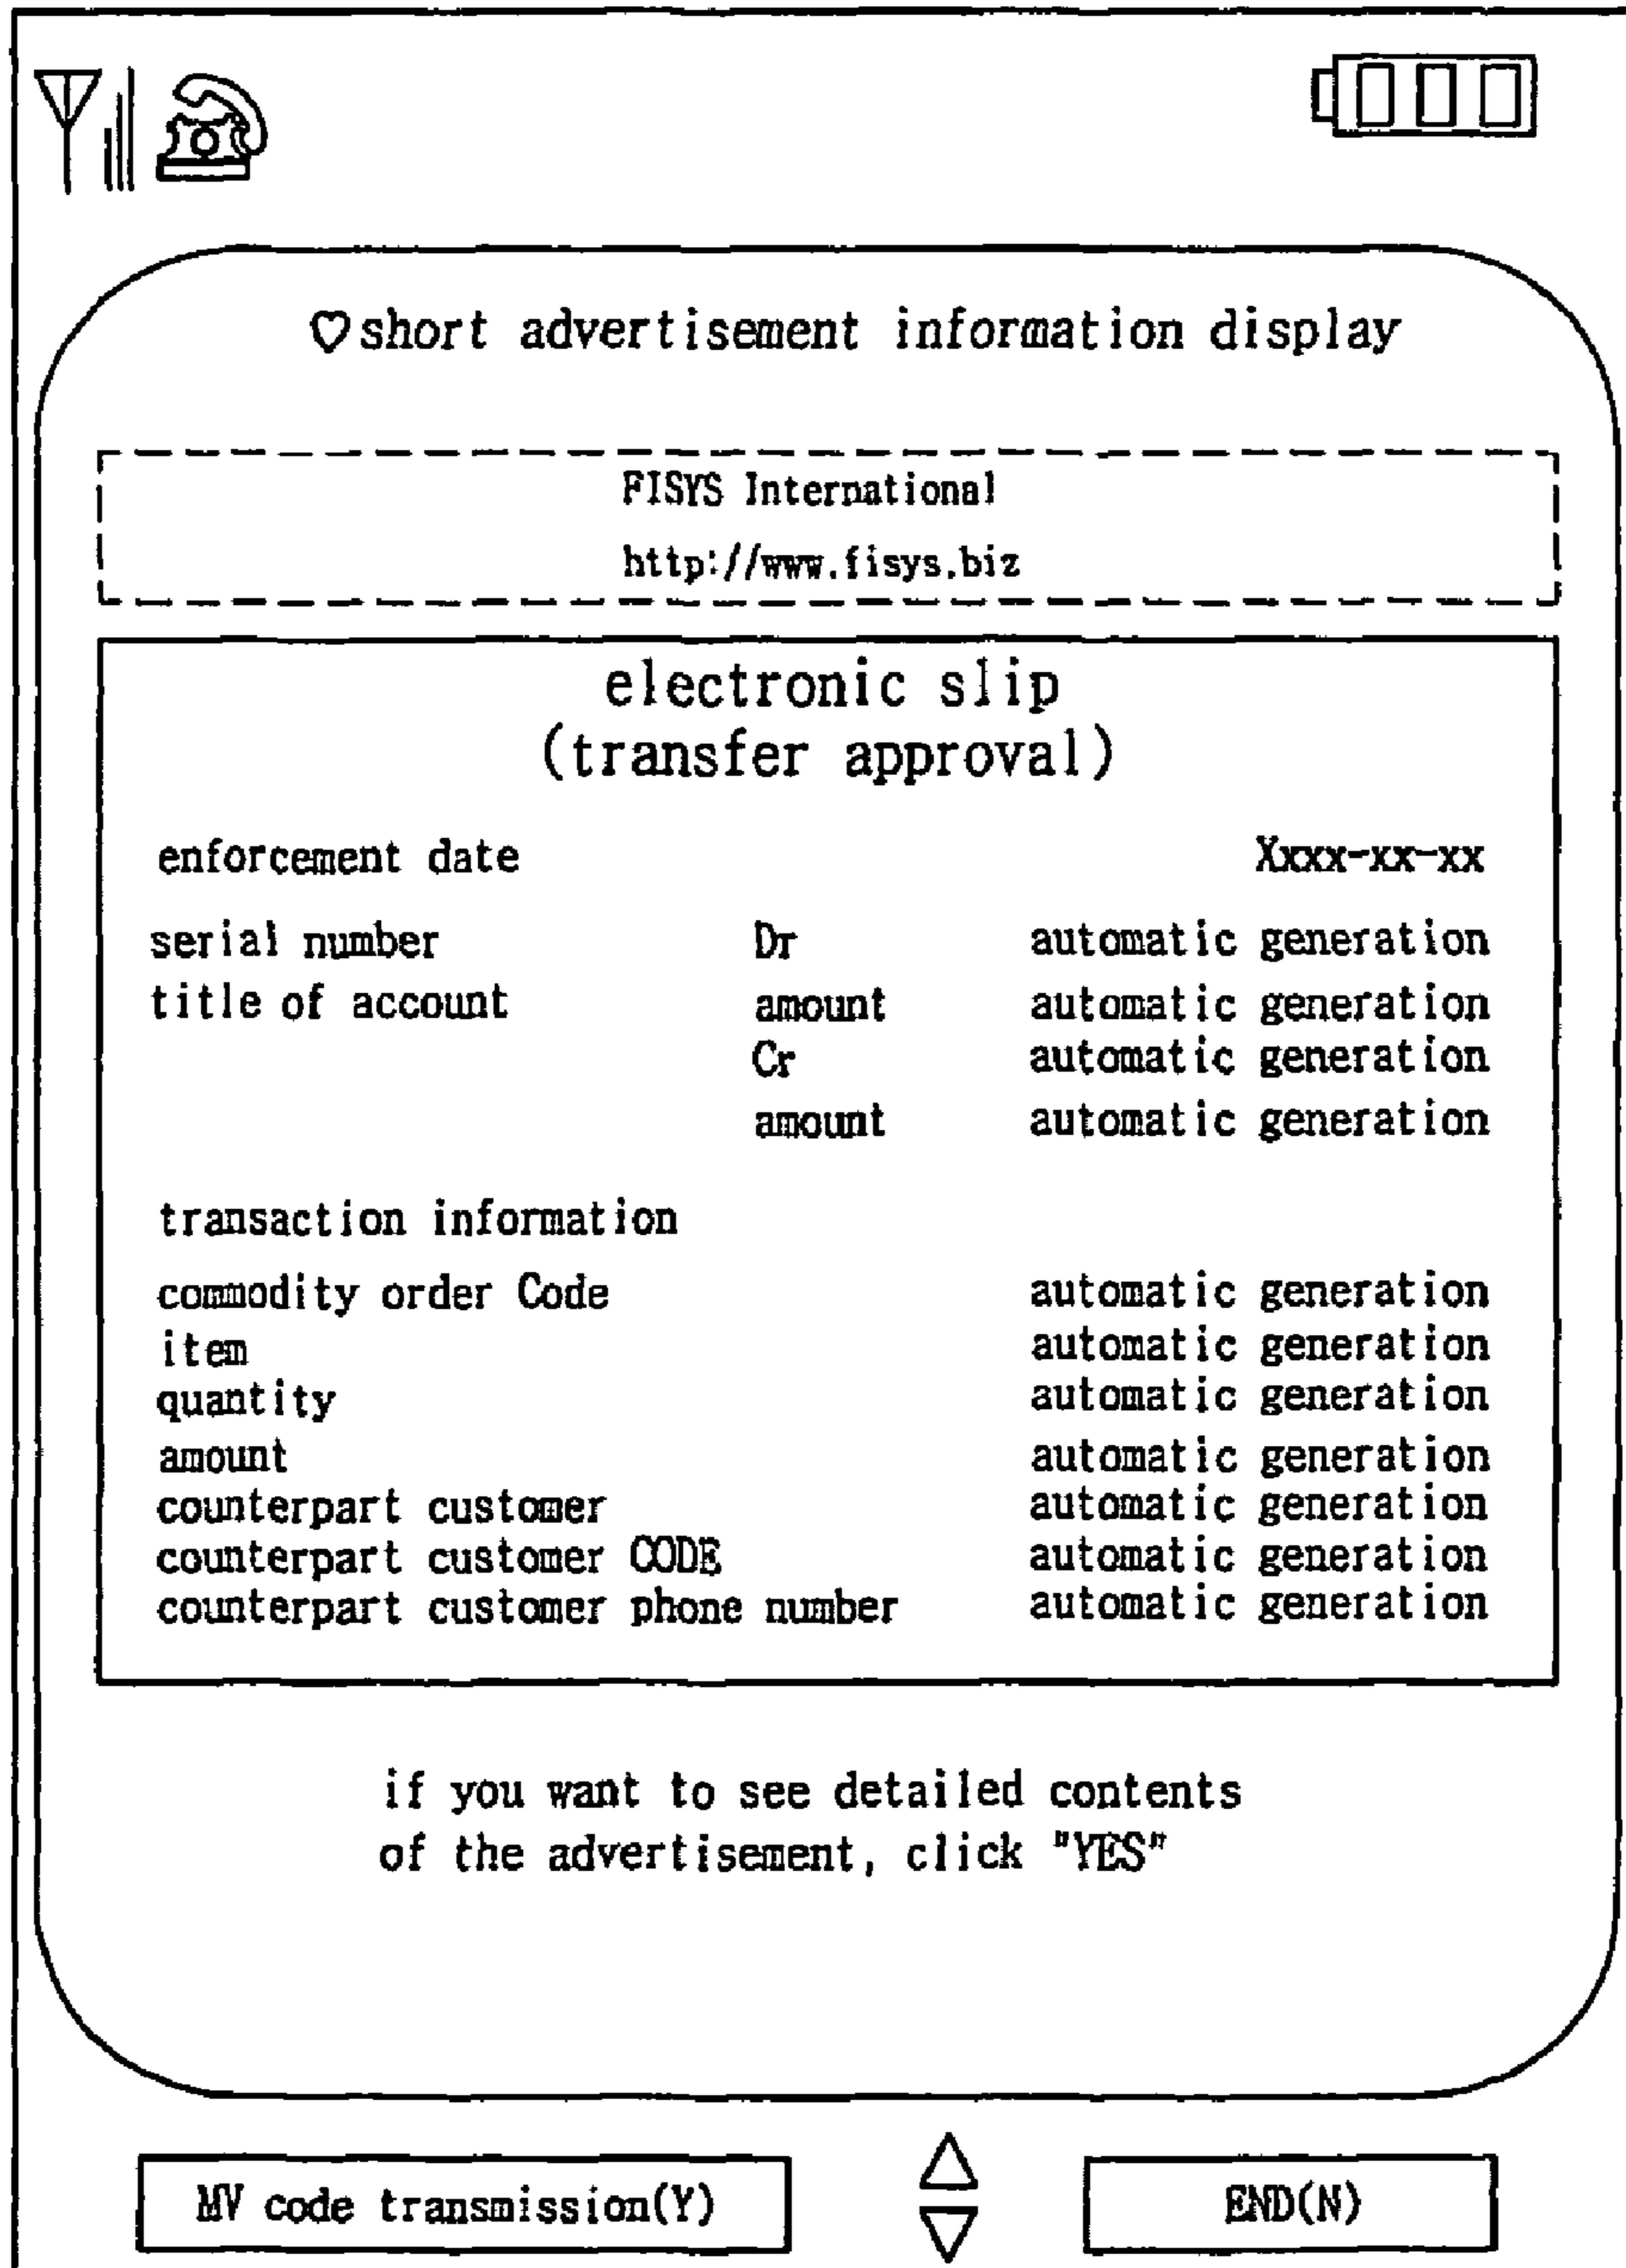 ♡short advertisement information display
FISYS International
http://www.fisys.biz
electronic slip
(transfer approval)
enforcement date Xxxx-xx-xx
serial number Dr automatic generation
title of account amount automatic generation
Cr automatic generation
amount automatic generation
transaction information
commodity order Code automatic generation
item automatic generation
quantity automatic generation
amount automatic generation
counterpart customer automatic generation
counterpart customer CODE automatic generation
counterpart customer phone number automatic generation
if you want to see detailed contents
of the advertisement, click "YES"
MV code transmission(Y) END(N)